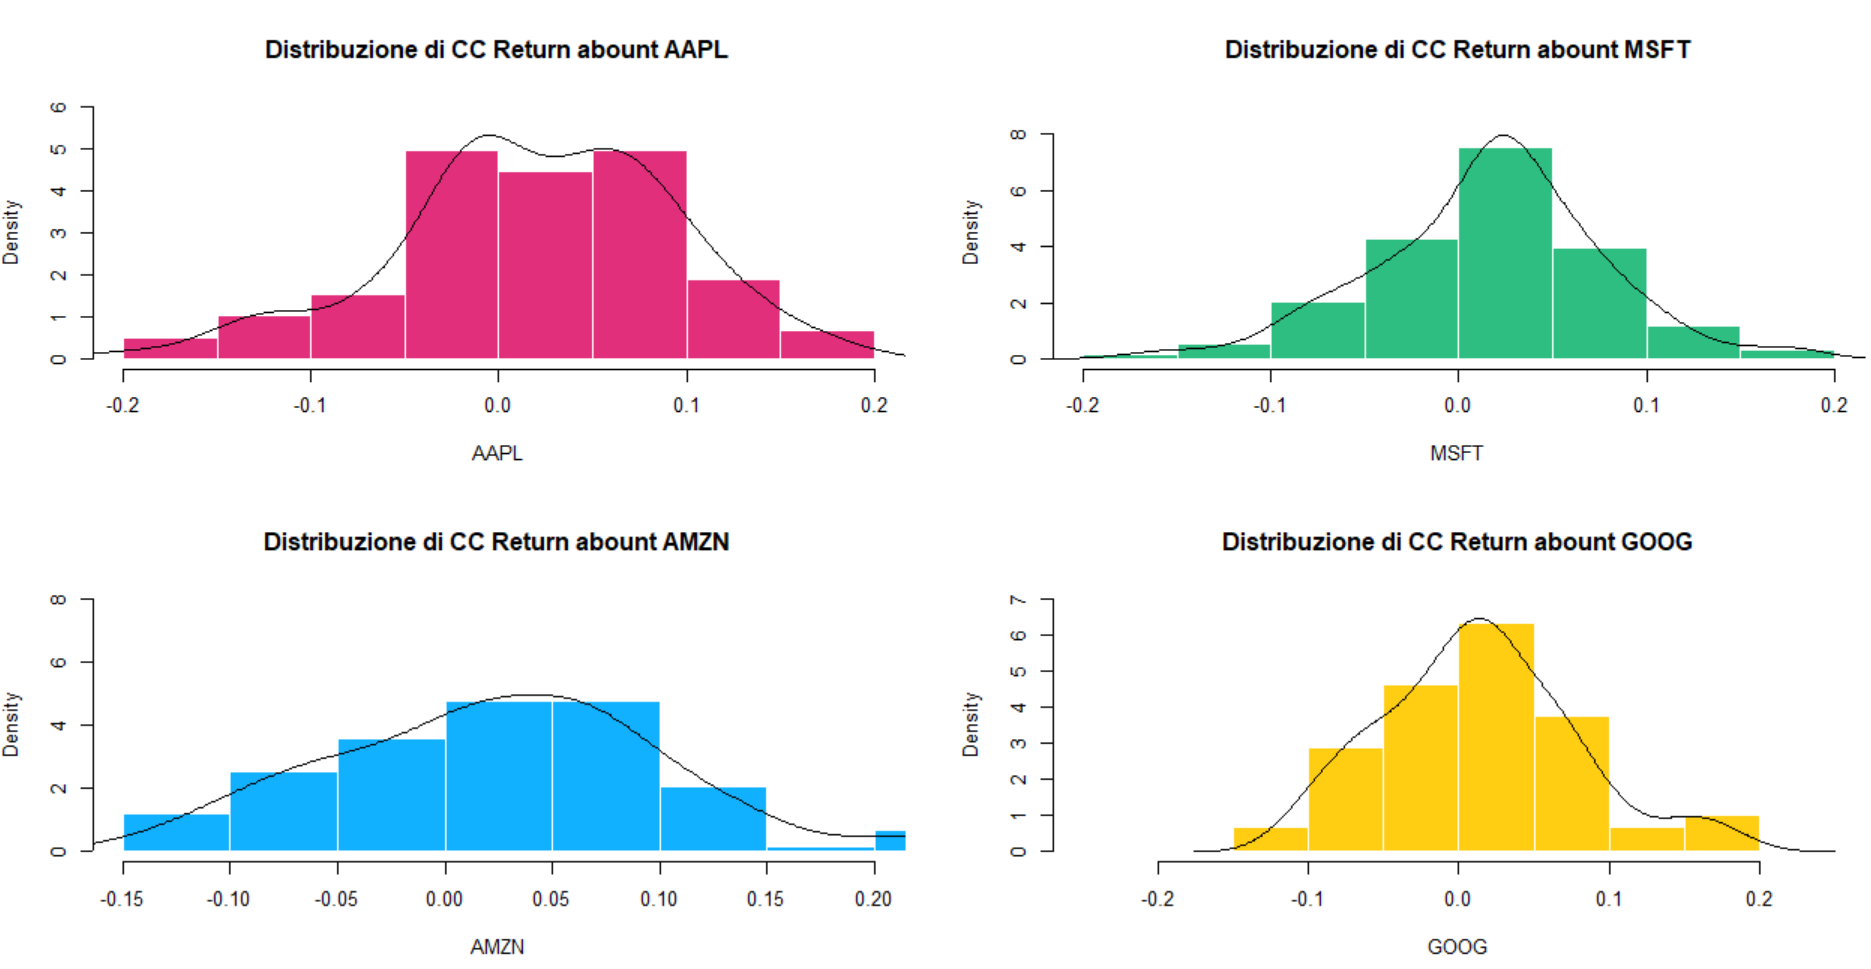 Distribuzione di CC Return abount AAPL
Density
6
5
4
3
2
1
0
-0.2 -0.1 0.0 0.1 0.2
AAPL
Distribuzione di CC Return abount MSFT
Density
8
6
4
2
0
-0.2 -0.1 0.0 0.1 0.2
MSFT
Distribuzione di CC Return abount AMZN
Density
8
6
4
2
0
-0.15 -0.10 -0.05 0.00 0.05 0.10 0.15 0.20
AMZN
Distribuzione di CC Return abount GOOG
Density
7
6
5
4
3
2
1
0
-0.2 -0.1 0.0 0.1 0.2
GOOG